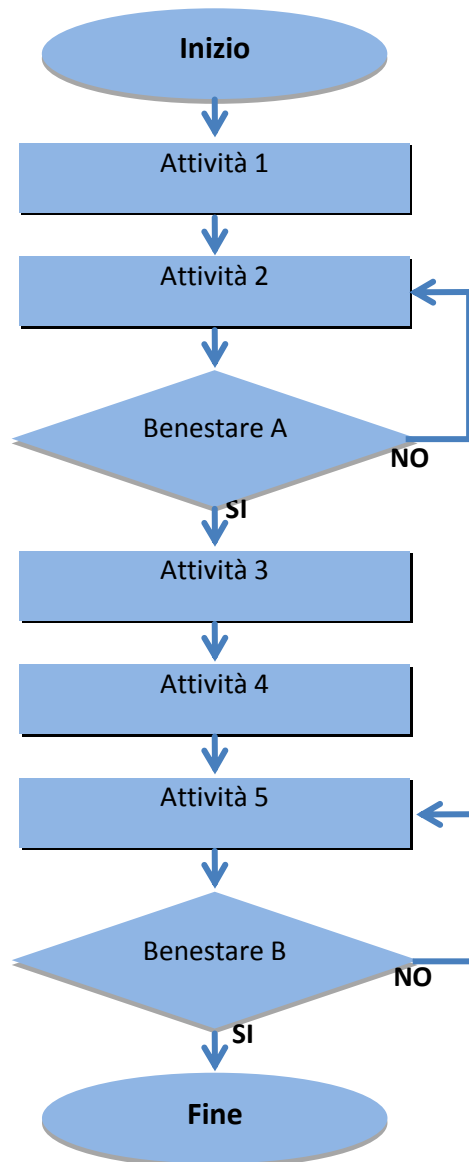 Inizio
Attività 1
Attività 2
Benestare A
NO
SI
Attività 3
Attività 4
Attività 5
Benestare B
NO
SI
Fine